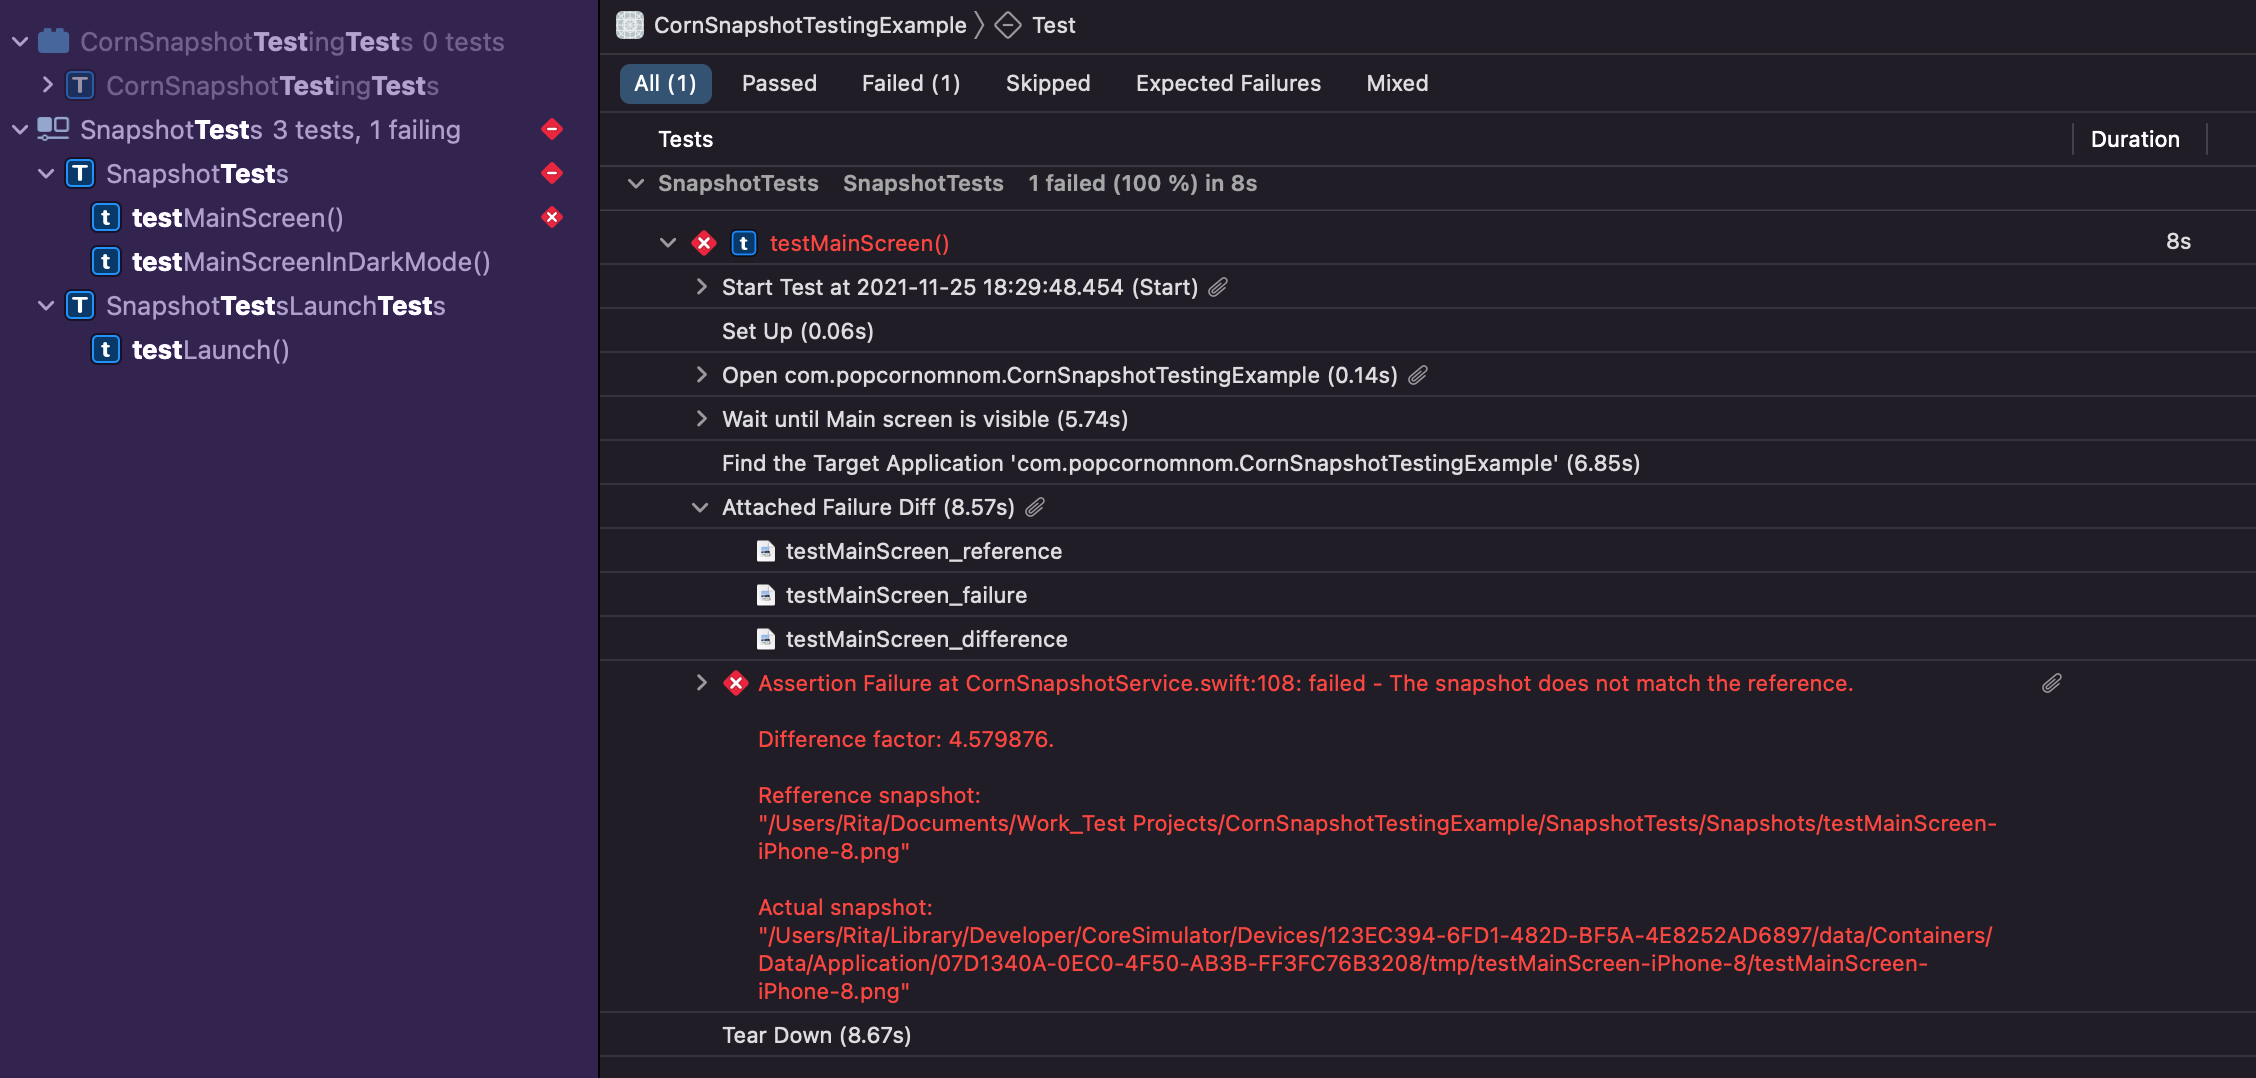 CornSnapshotTestingTests 0 tests
T CornSnapshotTestingTests
SnapshotTests 3 tests, 1 failing
T SnapshotTests
t testMainScreen()
t testMainScreenInDarkMode()
T SnapshotTestsLaunchTests
t testLaunch()
CornSnapshotTestingExample Test
All (1) Passed Failed (1) Skipped Expected Failures Mixed
Tests Duration
SnapshotTests SnapshotTests 1 failed (100 %) in 8s
t testMainScreen() 8s
Start Test at 2021-11-25 18:29:48.454 (Start)
Set Up (0.06s)
Open com.popcornomnom.CornSnapshotTestingExample (0.14s)
Wait until Main screen is visible (5.74s)
Find the Target Application 'com.popcornomnom.CornSnapshotTestingExample' (6.85s)
Attached Failure Diff (8.57s)
testMainScreen_reference
testMainScreen_failure
testMainScreen_difference
Assertion Failure at CornSnapshotService.swift:108: failed - The snapshot does not match the reference.
Difference factor: 4.579876.
Refference snapshot:
"/Users/Rita/Documents/Work_Test Projects/CornSnapshotTestingExample/SnapshotTests/Snapshots/testMainScreen-
iPhone-8.png"
Actual snapshot:
"/Users/Rita/Library/Developer/CoreSimulator/Devices/123EC394-6FD1-482D-BF5A-4E8252AD6897/data/Containers/
Data/Application/07D1340A-0EC0-4F50-AB3B-FF3FC76B3208/tmp/testMainScreen-iPhone-8/testMainScreen-
iPhone-8.png"
Tear Down (8.67s)